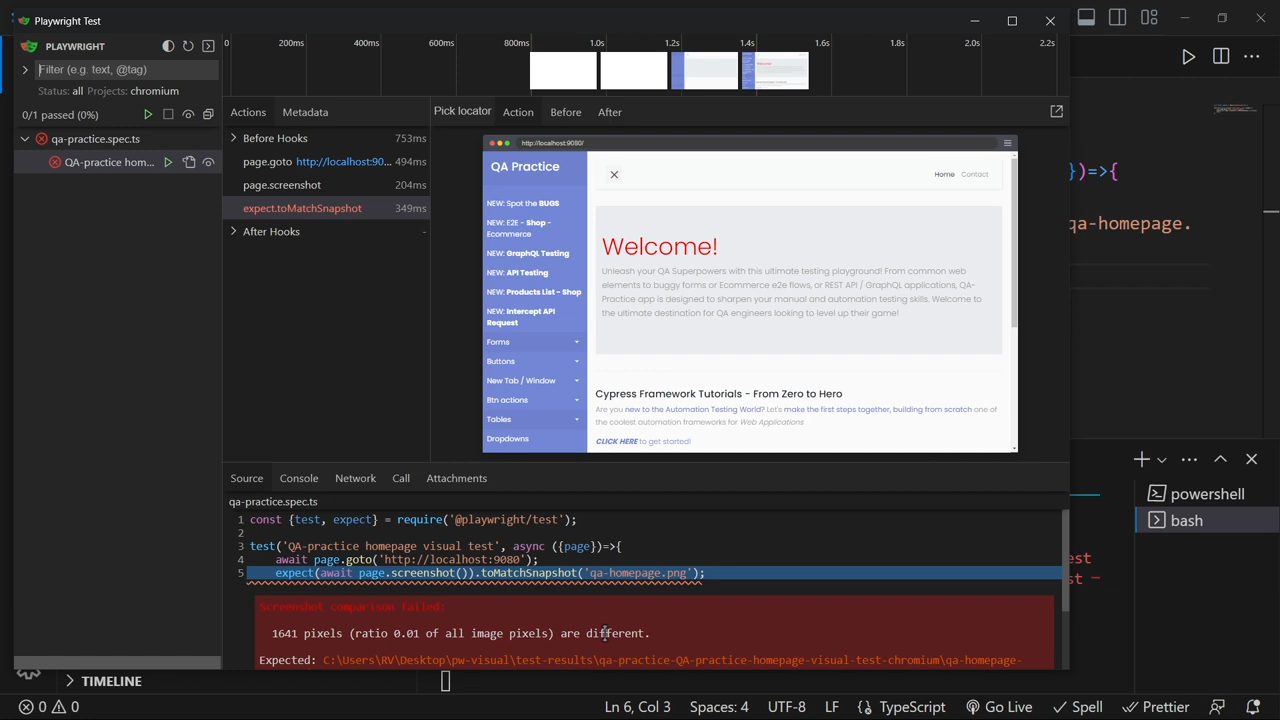 Playwright Test
PLAYWRIGHT
Filter (e.g. text, @tag)
Status: all Projects: chromium
0/1 passed (0%)
qa-practice.spec.ts
QA-practice hom...
0 200ms 400ms 600ms 800ms 1.0s 1.2s 1.4s 1.6s 1.8s 2.0s 2.2s
Actions Metadata
Before Hooks 753ms
page.goto http://localhost:90... 494ms
page.screenshot 204ms
expect.toMatchSnapshot 349ms
After Hooks -
Pick locator Action Before After
http://localhost:9080/
QA Practice
NEW: Spot the BUGS
NEW: E2E - Shop -
Ecommerce
NEW: GraphQL Testing
NEW: API Testing
NEW: Products List - Shop
NEW: Intercept API
Request
Forms
Buttons
New Tab / Window
Btn actions
Tables
Dropdowns
Home Contact
Welcome!
Unleash your QA Superpowers with this ultimate testing playground! From common web
elements to buggy forms or Ecommerce e2e flows, or REST API / GraphQL applications, QA-
Practice app is designed to sharpen your manual and automation testing skills. Welcome to
the ultimate destination for QA engineers looking to level up their game!
Cypress Framework Tutorials - From Zero to Hero
Are you new to the Automation Testing World? Let's make the first steps together, building from scratch one of
the coolest automation frameworks for Web Applications
CLICK HERE to get started!
})=>{
qa-homepage.
Source Console Network Call Attachments
qa-practice.spec.ts
1 const {test, expect} = require('@playwright/test');
2
3 test('QA-practice homepage visual test', async ({page})=>{
4 await page.goto('http://localhost:9080');
5 expect(await page.screenshot()).toMatchSnapshot('qa-homepage.png');
Screenshot comparison failed:
1641 pixels (ratio 0.01 of all image pixels) are different.
Expected: C:\Users\RV\Desktop\pw-visual\test-results\qa-practice-QA-practice-homepage-visual-test-chromium\qa-homepage-
powershell
bash
est
st -
TIMELINE
0 0
Ln 6, Col 3 Spaces: 4 UTF-8 LF TypeScript Go Live Spell Prettier